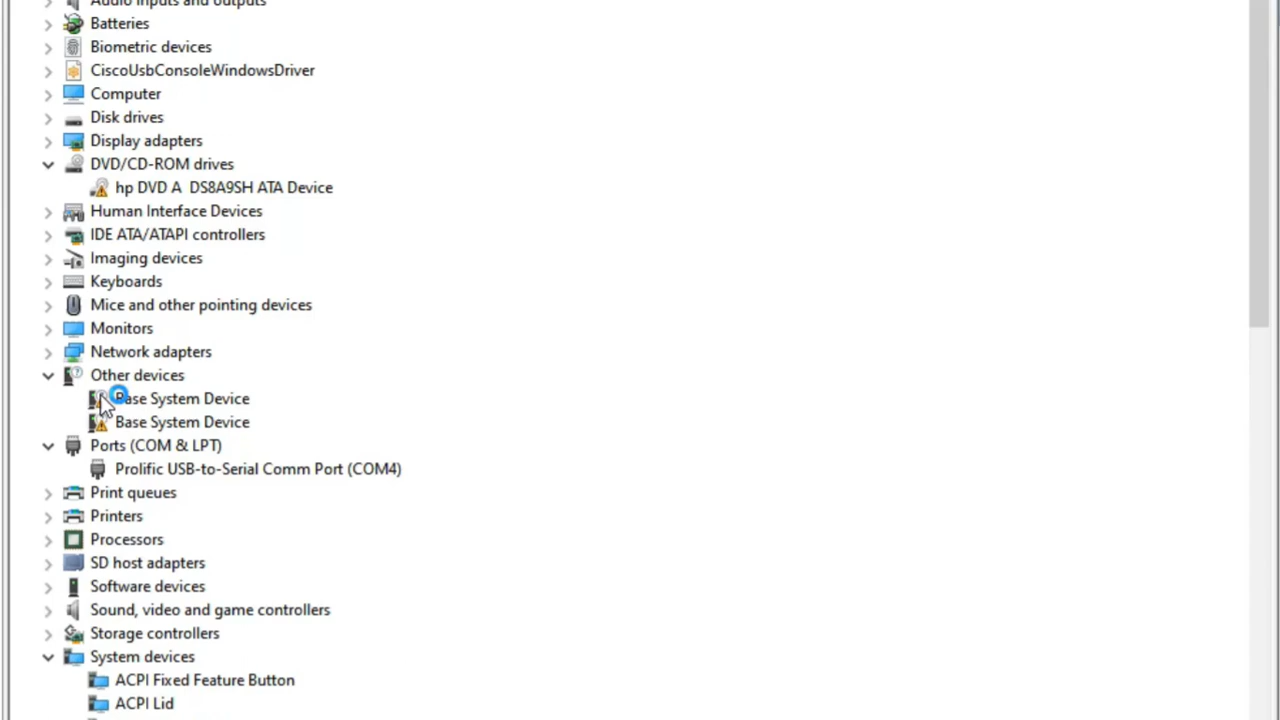 Audio inputs and outputs
Batteries
Biometric devices
CiscoUsbConsoleWindowsDriver
Computer
Disk drives
Display adapters
DVD/CD-ROM drives
hp DVD A  DS8A9SH ATA Device
Human Interface Devices
IDE ATA/ATAPI controllers
Imaging devices
Keyboards
Mice and other pointing devices
Monitors
Network adapters
Other devices
Base System Device
Base System Device
Ports (COM & LPT)
Prolific USB-to-Serial Comm Port (COM4)
Print queues
Printers
Processors
SD host adapters
Software devices
Sound, video and game controllers
Storage controllers
System devices
ACPI Fixed Feature Button
ACPI Lid